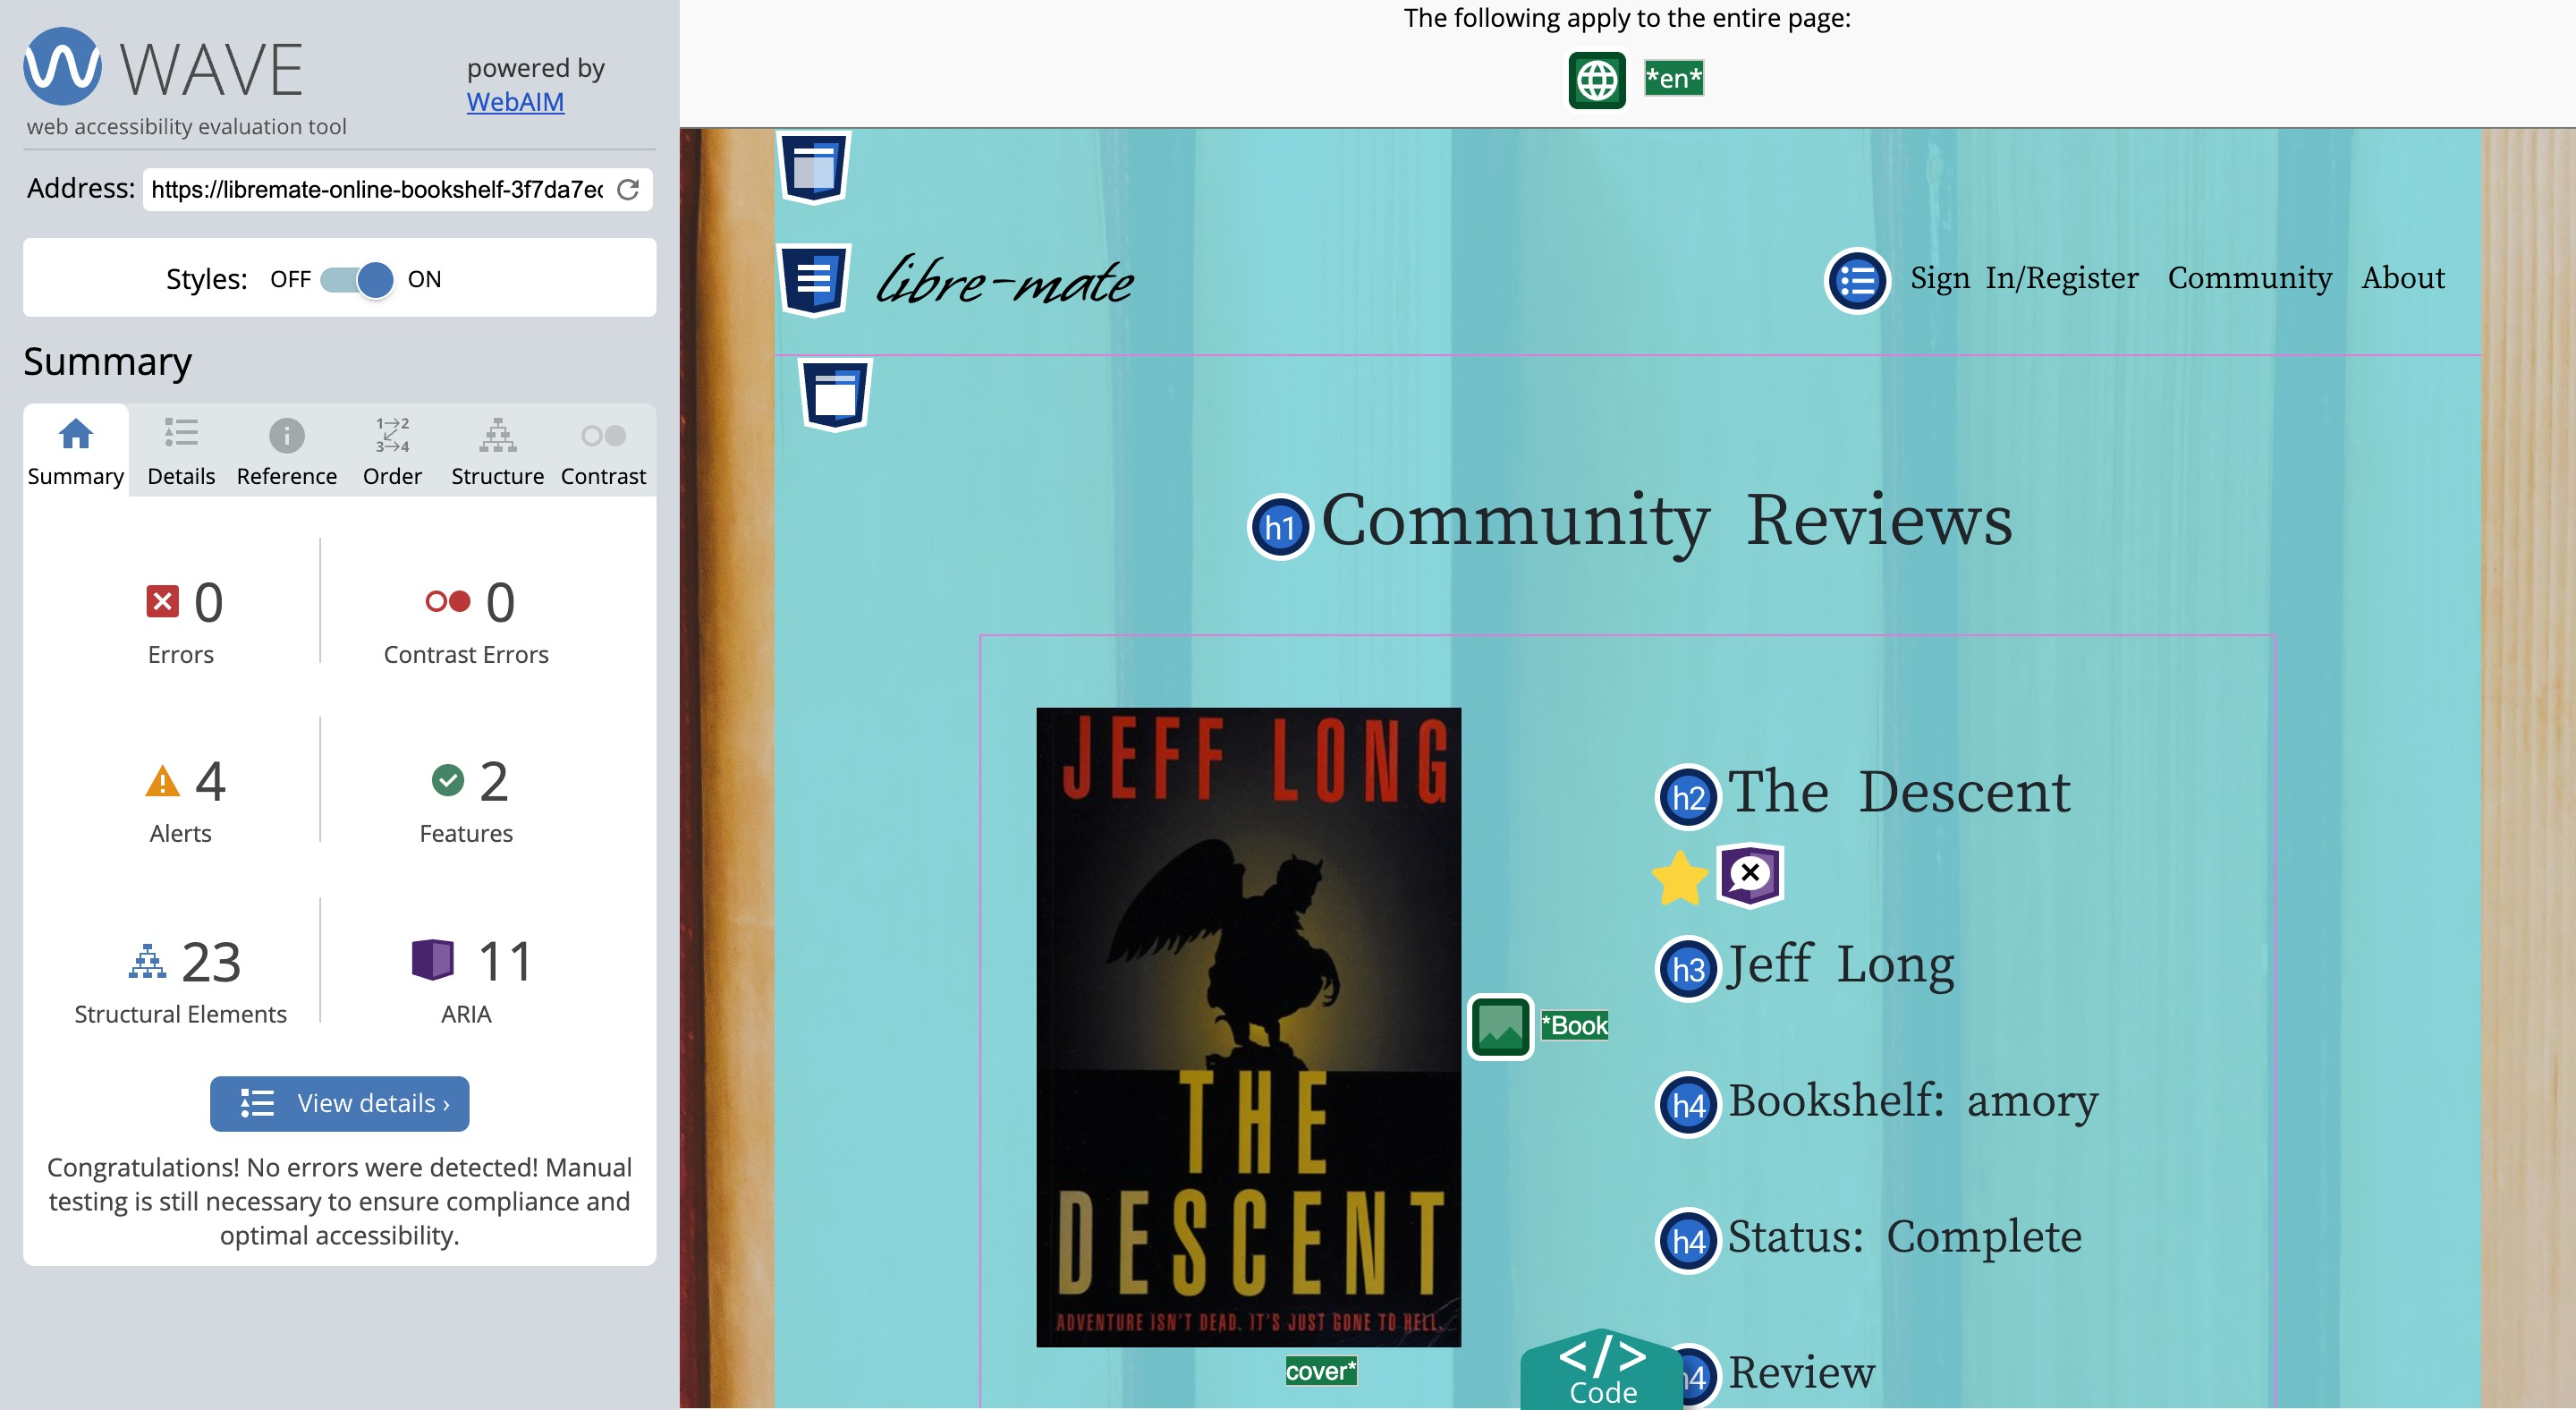 WAVE
powered by
WebAIM
web accessibility evaluation tool
Address: https://libremate-online-bookshelf-3f7da7ec
Styles: OFF ON
Summary
Summary Details Reference Order Structure Contrast
1→2
3→4
0
Errors
0
Contrast Errors
4
Alerts
2
Features
23
Structural Elements
11
ARIA
View details ›
Congratulations! No errors were detected! Manual
testing is still necessary to ensure compliance and
optimal accessibility.
The following apply to the entire page:
*en*
libre-mate
Sign In/Register Community About
h1 Community Reviews
JEFF LONG
THE
DESCENT
ADVENTURE ISN'T DEAD. IT'S JUST GONE TO HELL.
*Book
cover*
h2 The Descent
h3 Jeff Long
h4 Bookshelf: amory
h4 Status: Complete
h4 Review
</> Code